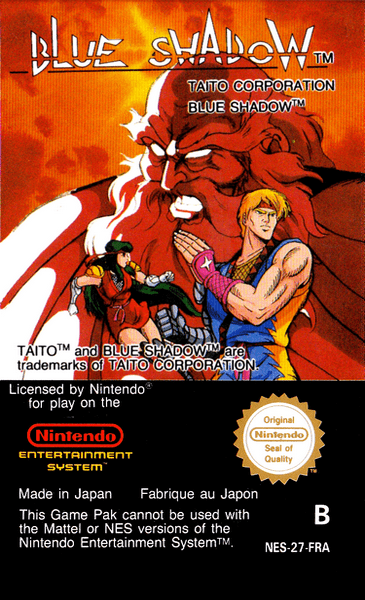 BLUE SHADOW™
TAITO CORPORATION
BLUE SHADOW™
TAITO™ and BLUE SHADOW™ are
trademarks of TAITO CORPORATION.
Licensed by Nintendo®
for play on the
Nintendo
ENTERTAINMENT
SYSTEM™
Original
Nintendo
Seal of
Quality
TM
Made in Japan Fabrique au Japon
This Game Pak cannot be used with
the Mattel or NES versions of the
Nintendo Entertainment System™.
B
NES-27-FRA